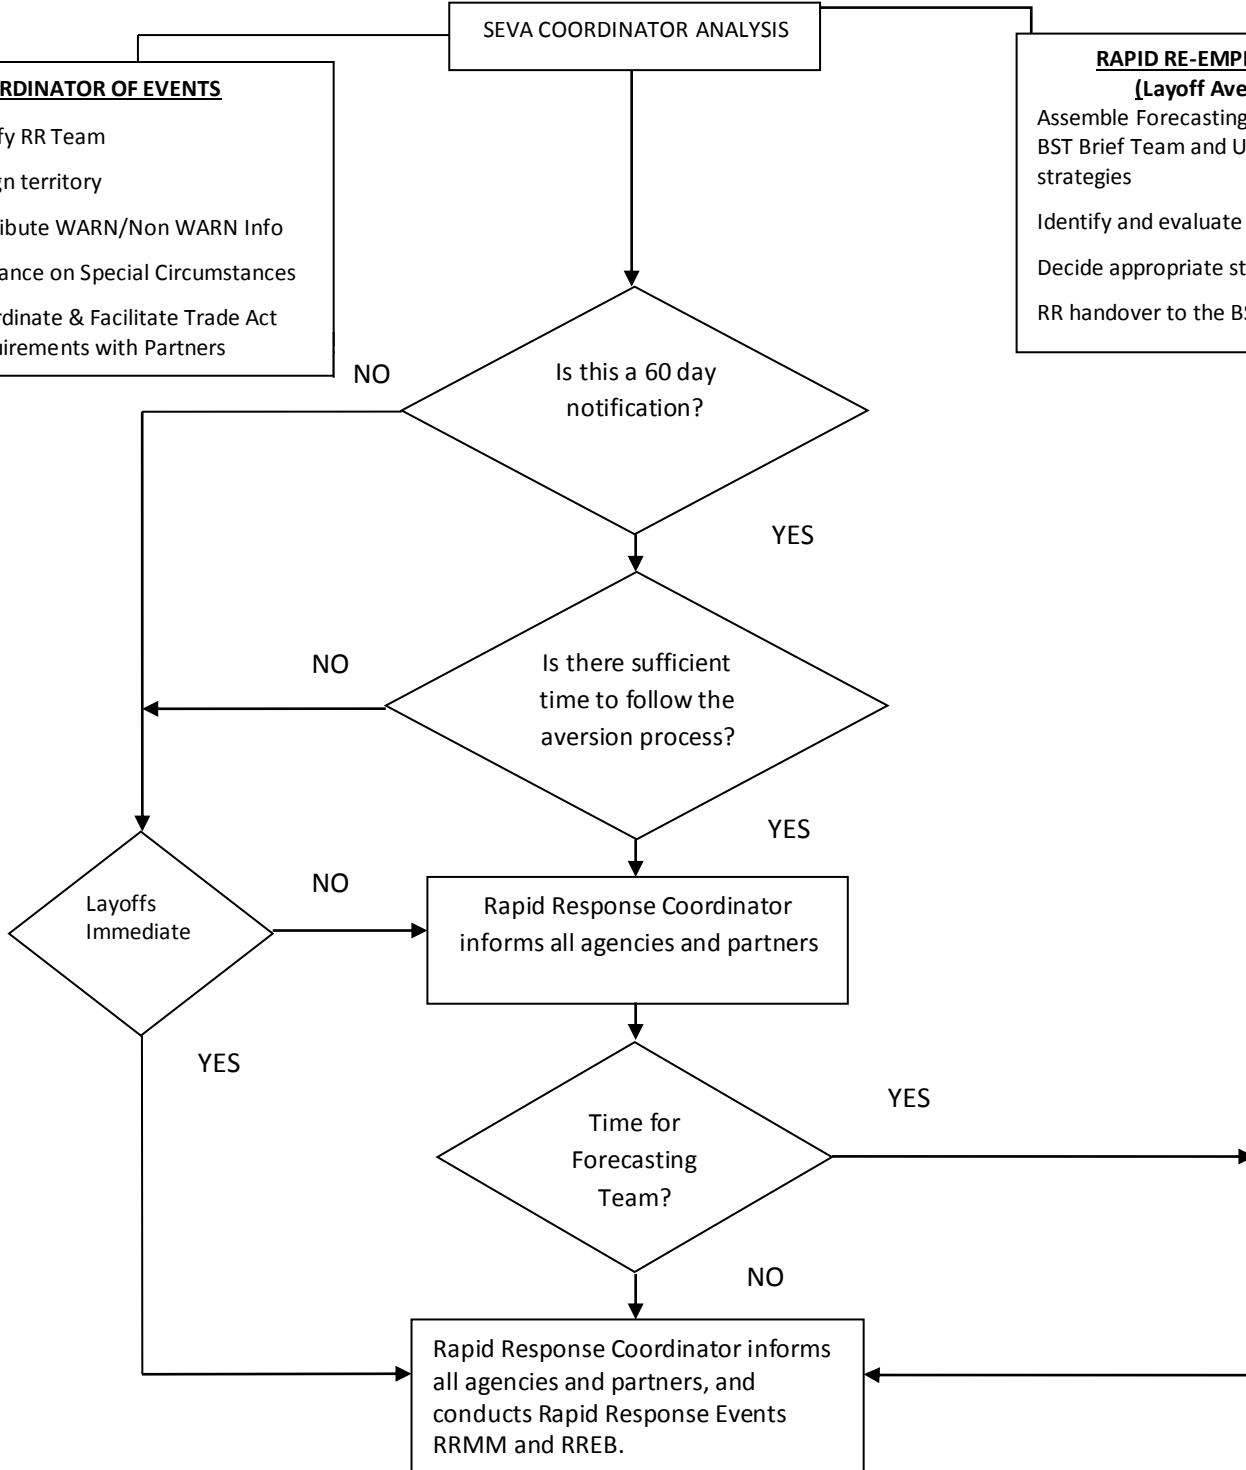 SEVA COORDINATOR ANALYSIS
RDINATOR OF EVENTS
fy RR Team
gn territory
ibute WARN/Non WARN Info
ance on Special Circumstances
rdinate & Facilitate Trade Act
uirements with Partners
RAPID RE-EMPL
(Layoff Ave
Assemble Forecasting
BST Brief Team and U
strategies
Identify and evaluate
Decide appropriate st
RR handover to the BS
NO
Is this a 60 day
notification?
YES
NO
Is there sufficient
time to follow the
aversion process?
YES
Layoffs
Immediate
NO
Rapid Response Coordinator
informs all agencies and partners
YES
Time for
Forecasting
Team?
YES
NO
Rapid Response Coordinator informs
all agencies and partners, and
conducts Rapid Response Events
RRMM and RREB.